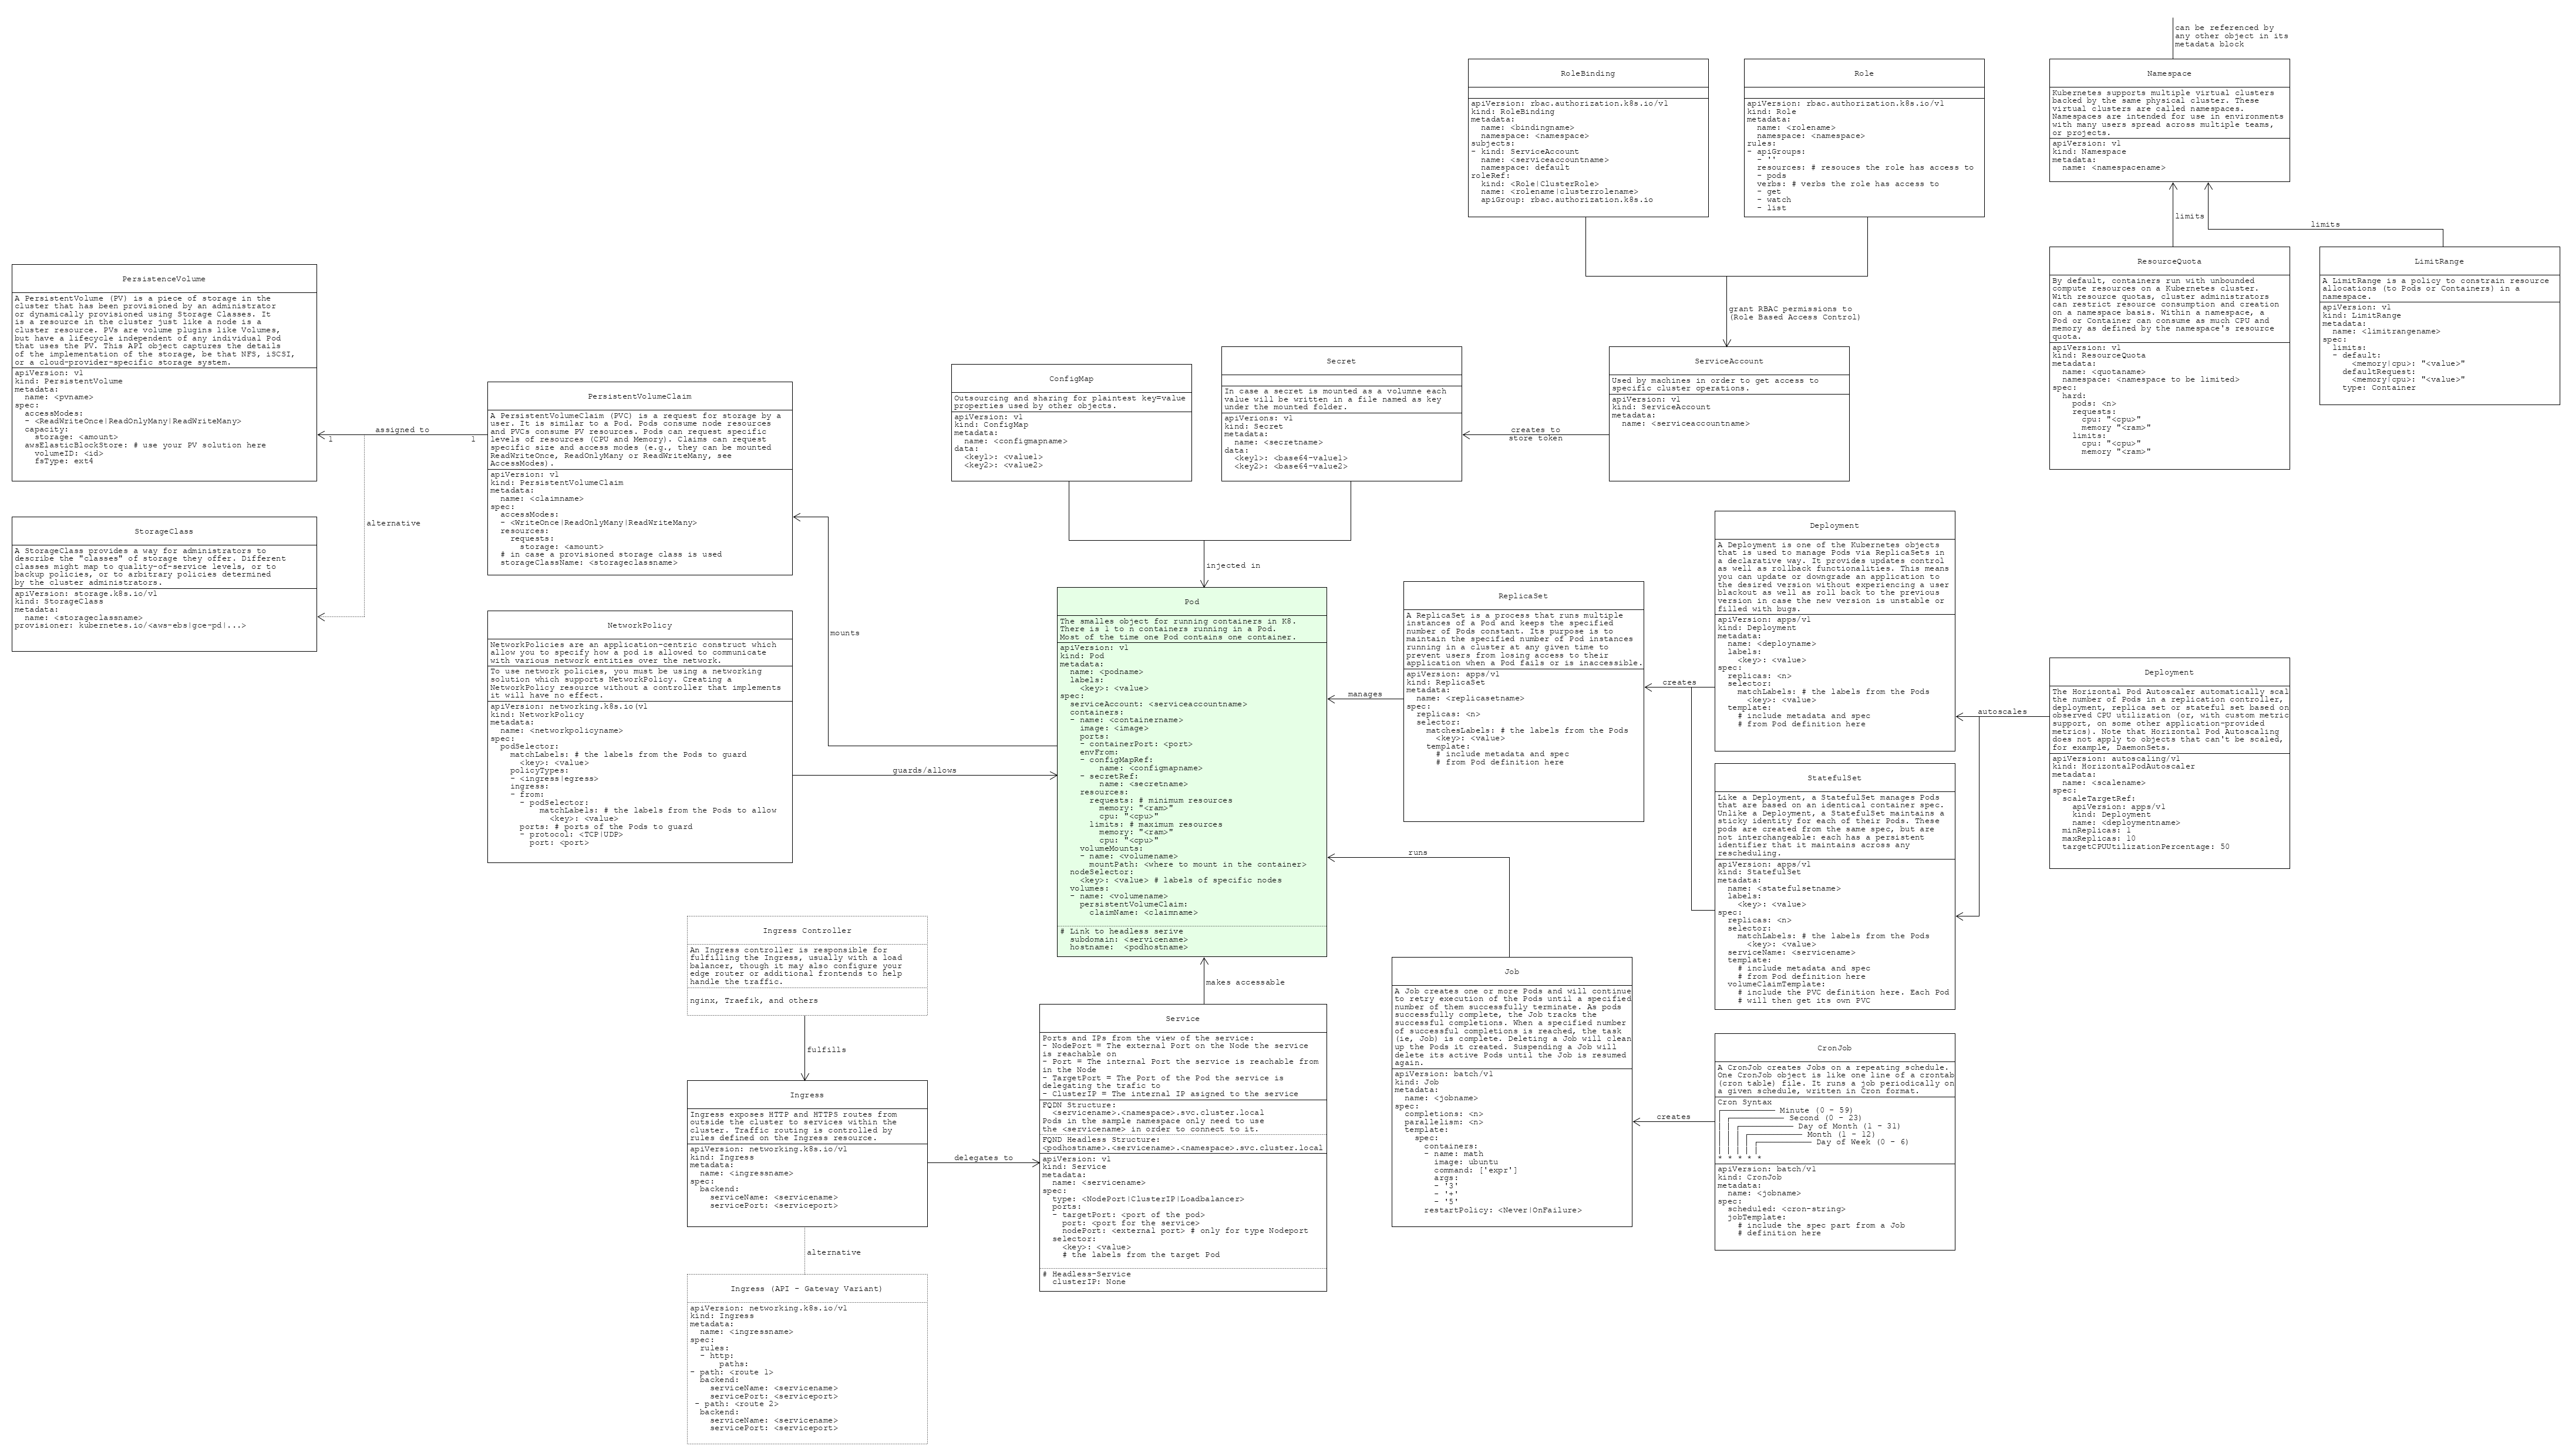 can be referenced by
any other object in its
metadata block
RoleBinding
apiVersion: rbac.authorization.k8s.io/v1
kind: RoleBinding
metadata:
  name: <bindingname>
  namespace: <namespace>
subjects:
- kind: ServiceAccount
  name: <serviceaccountname>
  namespace: default
roleRef:
  kind: <Role|ClusterRole>
  name: <rolename|clusterrolename>
  apiGroup: rbac.authorization.k8s.io
Role
apiVersion: rbac.authorization.k8s.io/v1
kind: Role
metadata:
  name: <rolename>
  namespace: <namespace>
rules:
- apiGroups:
  - ''
  resources: # resouces the role has access to
  - pods
  verbs: # verbs the role has access to
  - get
  - watch
  - list
Namespace
Kubernetes supports multiple virtual clusters
backed by the same physical cluster. These
virtual clusters are called namespaces.
Namespaces are intended for use in environments
with many users spread across multiple teams,
or projects.
apiVersion: v1
kind: Namespace
metadata:
  name: <namespacename>
limits
limits
ResourceQuota
By default, containers run with unbounded
compute resources on a Kubernetes cluster.
With resource quotas, cluster administrators
can restrict resource consumption and creation
on a namespace basis. Within a namespace, a
Pod or Container can consume as much CPU and
memory as defined by the namespace's resource
quota.
apiVersion: v1
kind: ResourceQuota
metadata:
  name: <quotaname>
  namespace: <namespace to be limited>
spec:
  hard:
    pods: <n>
    requests:
      cpu: "<cpu>"
      memory "<ram>"
    limits:
      cpu: "<cpu>"
      memory "<ram>"
LimitRange
A LimitRange is a policy to constrain resource
allocations (to Pods or Containers) in a
namespace.
apiVersion: v1
kind: LimitRange
metadata:
  name: <limitrangename>
spec:
  limits:
  - default:
      <memory|cpu>: "<value>"
    defaultRequest:
      <memory|cpu>: "<value>"
    type: Container
PersistenceVolume
A PersistentVolume (PV) is a piece of storage in the
cluster that has been provisioned by an administrator
or dynamically provisioned using Storage Classes. It
is a resource in the cluster just like a node is a
cluster resource. PVs are volume plugins like Volumes,
but have a lifecycle independent of any individual Pod
that uses the PV. This API object captures the details
of the implementation of the storage, be that NFS, iSCSI,
or a cloud-provider-specific storage system.
apiVersion: v1
kind: PersistentVolume
metadata:
  name: <pvname>
spec:
  accessModes:
  - <ReadWriteOnce|ReadOnlyMany|ReadWriteMany>
  capacity:
    storage: <amount>
  awsElasticBlockStore: # use your PV solution here
    volumeID: <id>
    fsType: ext4
assigned to
1
1
alternative
StorageClass
A StorageClass provides a way for administrators to
describe the "classes" of storage they offer. Different
classes might map to quality-of-service levels, or to
backup policies, or to arbitrary policies determined
by the cluster administrators.
apiVersion: storage.k8s.io/v1
kind: StorageClass
metadata:
  name: <storageclassname>
provisioner: kubernetes.io/<aws-ebs|gce-pd|...>
PersistentVolumeClaim
A PersistentVolumeClaim (PVC) is a request for storage by a
user. It is similar to a Pod. Pods consume node resources
and PVCs consume PV resources. Pods can request specific
levels of resources (CPU and Memory). Claims can request
specific size and access modes (e.g., they can be mounted
ReadWriteOnce, ReadOnlyMany or ReadWriteMany, see
AccessModes).
apiVersion: v1
kind: PersistentVolumeClaim
metadata:
  name: <claimname>
spec:
  accessModes:
  - <WriteOnce|ReadOnlyMany|ReadWriteMany>
  resources:
    requests:
      storage: <amount>
  # in case a provisioned storage class is used
  storageClassName: <storageclassname>
mounts
NetworkPolicy
NetworkPolicies are an application-centric construct which
allow you to specify how a pod is allowed to communicate
with various network entities over the network.
To use network policies, you must be using a networking
solution which supports NetworkPolicy. Creating a
NetworkPolicy resource without a controller that implements
it will have no effect.
apiVersion: networking.k8s.io(v1
kind: NetworkPolicy
metadata:
  name: <networkpolicyname>
spec:
  podSelector:
    matchLabels: # the labels from the Pods to guard
      <key>: <value>
    policyTypes:
    - <ingress|egress>
    ingress:
    - from:
      - podSelector:
          matchLabels: # the labels from the Pods to allow
            <key>: <value>
      ports: # ports of the Pods to guard
      - protocol: <TCP|UDP>
        port: <port>
guards/allows
ConfigMap
Outsourcing and sharing for plaintest key=value
properties used by other objects.
apiVersion: v1
kind: ConfigMap
metadata:
  name: <configmapname>
data:
  <key1>: <value1>
  <key2>: <value2>
Secret
In case a secret is mounted as a volumne each
value will be written in a file named as key
under the mounted folder.
apiVerions: v1
kind: Secret
metadata:
  name: <secretname>
data:
  <key1>: <base64-value1>
  <key2>: <base64-value2>
creates to
store token
grant RBAC permissions to
(Role Based Access Control)
ServiceAccount
Used by machines in order to get access to
specific cluster operations.
apiVersion: v1
kind: ServiceAccount
metadata:
  name: <serviceaccountname>
injected in
Pod
The smalles object for running containers in K8.
There is 1 to n containers running in a Pod.
Most of the time one Pod contains one container.
apiVersion: v1
kind: Pod
metadata:
  name: <podname>
  labels:
    <key>: <value>
spec:
  serviceAccount: <serviceaccountname>
  containers:
  - name: <containername>
    image: <image>
    ports:
    - containerPort: <port>
    envFrom:
    - configMapRef:
        name: <configmapname>
    - secretRef:
        name: <secretname>
    resources:
      requests: # minimum resources
        memory: "<ram>"
        cpu: "<cpu>"
      limits: # maximum resources
        memory: "<ram>"
        cpu: "<cpu>"
    volumeMounts:
    - name: <volumename>
      mountPath: <where to mount in the container>
  nodeSelector:
    <key>: <value> # labels of specific nodes
  volumes:
  - name: <volumename>
    persistentVolumeClaim:
      claimName: <claimname>
# Link to headless serive
  subdomain: <servicename>
  hostname:  <podhostname>
manages
ReplicaSet
A ReplicaSet is a process that runs multiple
instances of a Pod and keeps the specified
number of Pods constant. Its purpose is to
maintain the specified number of Pod instances
running in a cluster at any given time to
prevent users from losing access to their
application when a Pod fails or is inaccessible.
apiVersion: apps/v1
kind: ReplicaSet
metadata:
  name: <replicasetname>
spec:
  replicas: <n>
  selector:
    matchesLabels: # the labels from the Pods
      <key>: <value>
    template:
      # include metadata and spec
      # from Pod definition here
creates
Deployment
A Deployment is one of the Kubernetes objects
that is used to manage Pods via ReplicaSets in
a declarative way. It provides updates control
as well as rollback functionalities. This means
you can update or downgrade an application to
the desired version without experiencing a user
blackout as well as roll back to the previous
version in case the new version is unstable or
filled with bugs.
apiVersion: apps/v1
kind: Deployment
metadata:
  name: <deployname>
  labels:
    <key>: <value>
spec:
  replicas: <n>
  selector:
    matchLabels: # the labels from the Pods
      <key>: <value>
  template:
    # include metadata and spec
    # from Pod definition here
autoscales
Deployment
The Horizontal Pod Autoscaler automatically scal
the number of Pods in a replication controller,
deployment, replica set or stateful set based on
observed CPU utilization (or, with custom metric
support, on some other application-provided
metrics). Note that Horizontal Pod Autoscaling
does not apply to objects that can't be scaled,
for example, DaemonSets.
apiVersion: autoscaling/v1
kind: HorizontalPodAutoscaler
metadata:
  name: <scalename>
spec:
  scaleTargetRef:
    apiVersion: apps/v1
    kind: Deployment
    name: <deploymentname>
  minReplicas: 1
  maxReplicas: 10
  targetCPUUtilizationPercentage: 50
StatefulSet
Like a Deployment, a StatefulSet manages Pods
that are based on an identical container spec.
Unlike a Deployment, a StatefulSet maintains a
sticky identity for each of their Pods. These
pods are created from the same spec, but are
not interchangeable: each has a persistent
identifier that it maintains across any
rescheduling.
apiVersion: apps/v1
kind: StatefulSet
metadata:
  name: <statefulsetname>
  labels:
    <key>: <value>
spec:
  replicas: <n>
  selector:
    matchLabels: # the labels from the Pods
      <key>: <value>
  serviceName: <servicename>
  template:
    # include metadata and spec
    # from Pod definition here
  volumeClaimTemplate:
    # include the PVC definition here. Each Pod
    # will then get its own PVC
runs
Job
A Job creates one or more Pods and will continue
to retry execution of the Pods until a specified
number of them successfully terminate. As pods
successfully complete, the Job tracks the
successful completions. When a specified number
of successful completions is reached, the task
(ie, Job) is complete. Deleting a Job will clean
up the Pods it created. Suspending a Job will
delete its active Pods until the Job is resumed
again.
apiVersion: batch/v1
kind: Job
metadata:
  name: <jobname>
spec:
  completions: <n>
  parallelism: <n>
  template:
    spec:
      containers:
      - name: math
        image: ubuntu
        command: ['expr']
        args:
        - '3'
        - '+'
        - '5'
      restartPolicy: <Never|OnFailure>
creates
CronJob
A CronJob creates Jobs on a repeating schedule.
One CronJob object is like one line of a crontab
(cron table) file. It runs a job periodically on
a given schedule, written in Cron format.
Cron Syntax
Minute (0 - 59)
Second (0 - 23)
Day of Month (1 - 31)
Month (1 - 12)
Day of Week (0 - 6)
* * * * *
apiVersion: batch/v1
kind: CronJob
metadata:
  name: <jobname>
spec:
  scheduled: <cron-string>
  jobTemplate:
    # include the spec part from a Job
    # definition here
makes accessable
Service
Ports and IPs from the view of the service:
- NodePort = The external Port on the Node the service
is reachable on
- Port = The internal Port the service is reachable from
in the Node
- TargetPort = The Port of the Pod the service is
delegating the trafic to
- ClusterIP = The internal IP asigned to the service
FQDN Structure:
  <servicename>.<namespace>.svc.cluster.local
Pods in the sample namespace only need to use
the <servicename> in order to connect to it.
FQND Headless Structure:
<podhostname>.<servicename>.<namespace>.svc.cluster.local
apiVersion: v1
kind: Service
metadata:
  name: <servicename>
spec:
  type: <NodePort|ClusterIP|Loadbalancer>
  ports:
  - targetPort: <port of the pod>
    port: <port for the service>
    nodePort: <external port> # only for type Nodeport
  selector:
    <key>: <value>
    # the labels from the target Pod
# Headless-Service
  clusterIP: None
Ingress Controller
An Ingress controller is responsible for
fulfilling the Ingress, usually with a load
balancer, though it may also configure your
edge router or additional frontends to help
handle the traffic.
nginx, Traefik, and others
fulfills
Ingress
Ingress exposes HTTP and HTTPS routes from
outside the cluster to services within the
cluster. Traffic routing is controlled by
rules defined on the Ingress resource.
apiVersion: networking.k8s.io/v1
kind: Ingress
metadata:
  name: <ingressname>
spec:
  backend:
    serviceName: <servicename>
    servicePort: <serviceport>
delegates to
alternative
Ingress (API - Gateway Variant)
apiVersion: networking.k8s.io/v1
kind: Ingress
metadata:
  name: <ingressname>
spec:
  rules:
  - http:
      paths:
- path: <route 1>
  backend:
    serviceName: <servicename>
    servicePort: <serviceport>
 - path: <route 2>
  backend:
    serviceName: <servicename>
    servicePort: <serviceport>